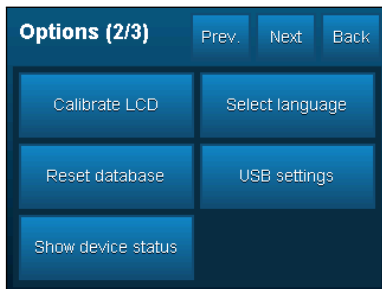 Options (2/3) Prev. Next Back
Calibrate LCD Select language
Reset database USB settings
Show device status